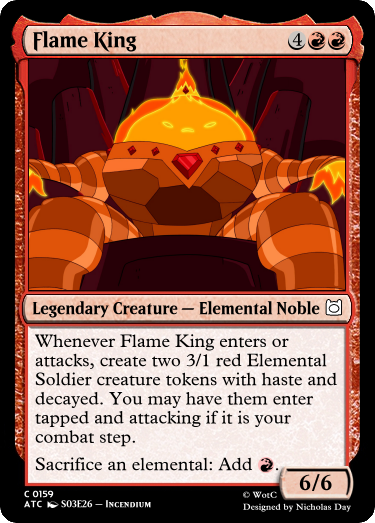 Flame King 4
Legendary Creature — Elemental Noble
Whenever Flame King enters or
attacks, create two 3/1 red Elemental
Soldier creature tokens with haste and
decayed. You may have them enter
tapped and attacking if it is your
combat step.
Sacrifice an elemental: Add .
6/6
C 0159
ATC S03E26 — Incendium
© WotC
Designed by Nicholas Day